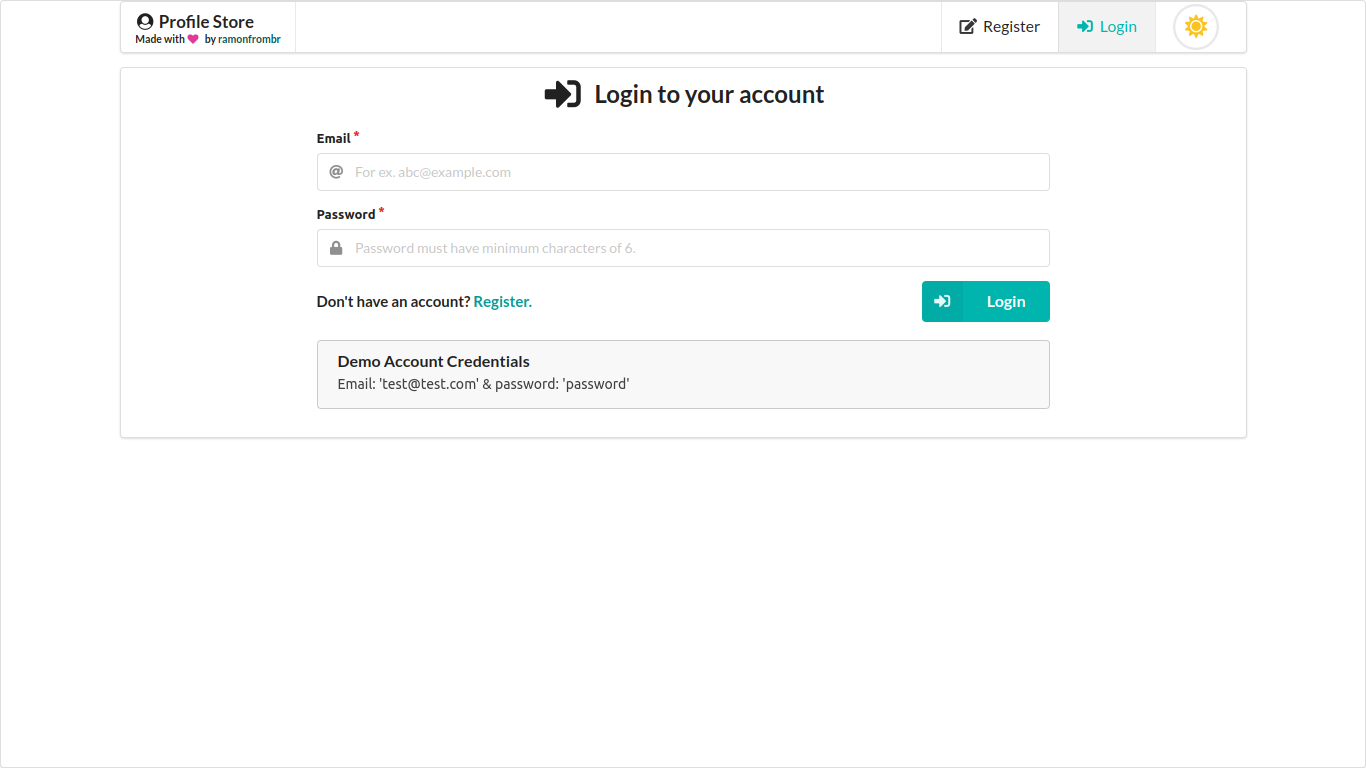 Profile Store
Made with by ramonfrombr
Register
Login
Login to your account
Email *
For ex. abc@example.com
Password *
Password must have minimum characters of 6.
Don't have an account? Register.
Login
Demo Account Credentials
Email: 'test@test.com' & password: 'password'